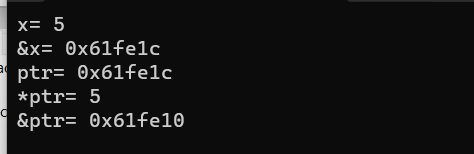 x= 5
&x= 0x61fe1c
ptr= 0x61fe1c
*ptr= 5
&ptr= 0x61fe10